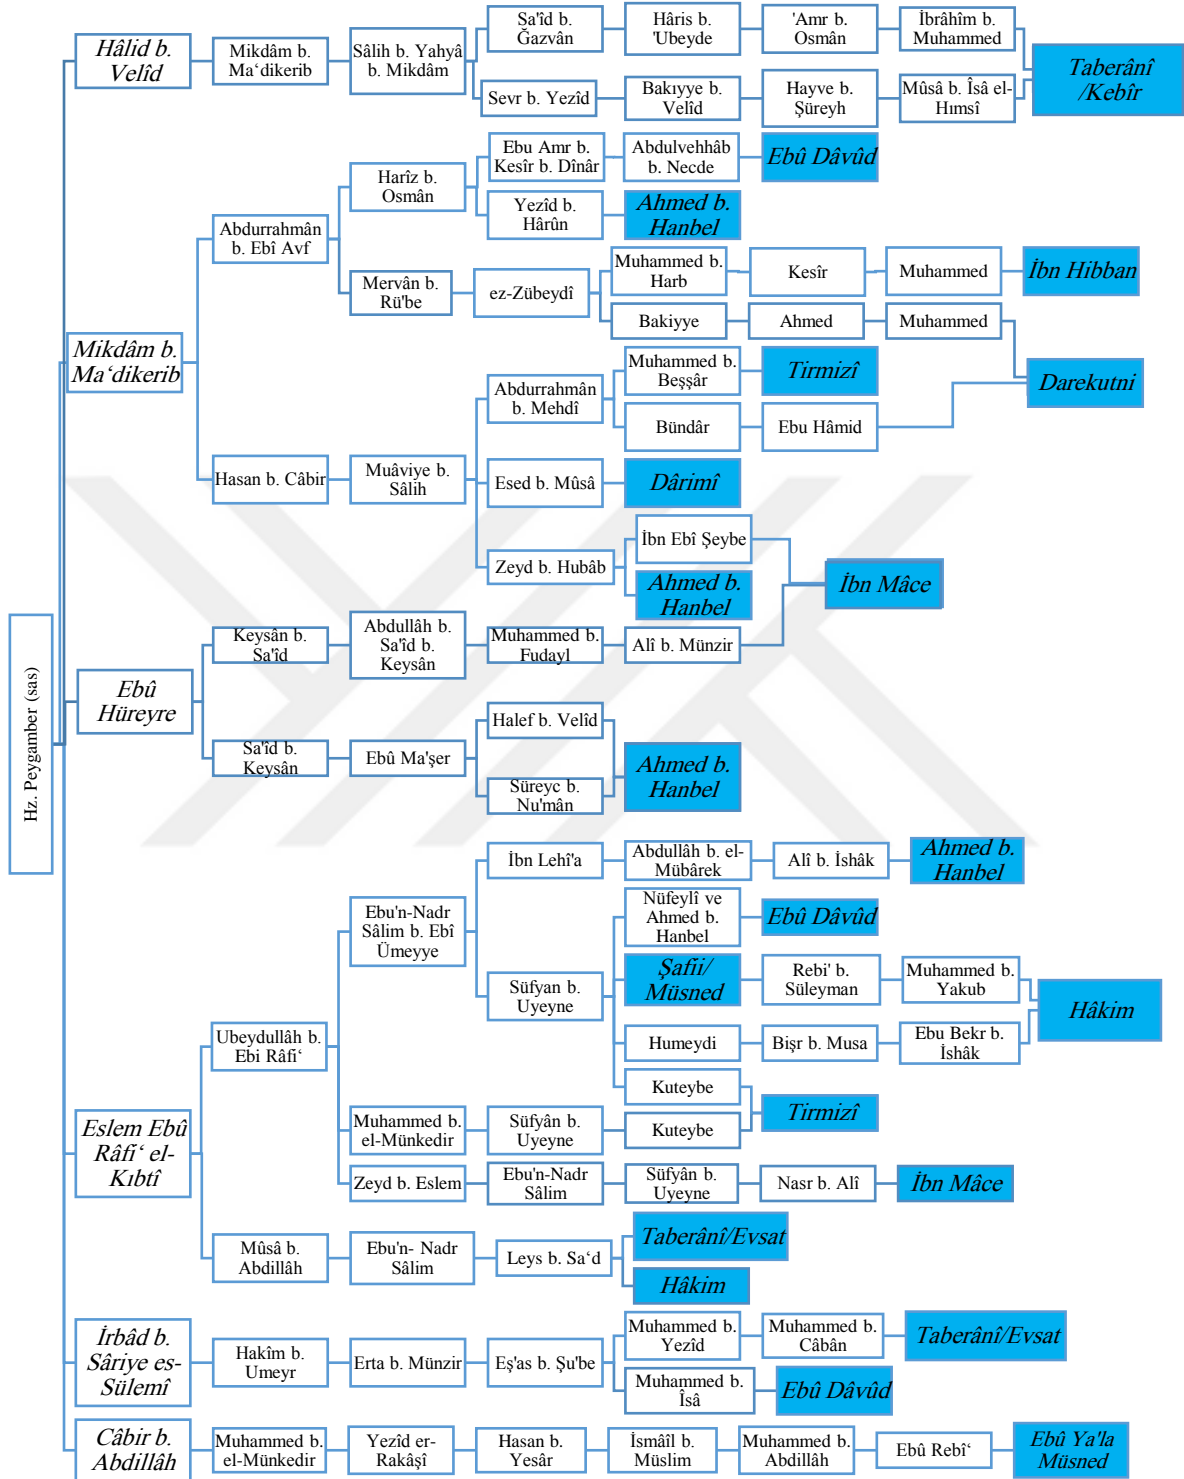 Hz. Peygamber (sas)
Hâlid b.
Velîd
Mikdâm b.
Ma‘dikerib
Sâlih b. Yahyâ
b. Mikdâm
Sa'îd b.
Ğazvân
Hâris b.
'Ubeyde
'Amr b.
Osmân
İbrâhîm b.
Muhammed
Sevr b. Yezîd
Bakıyye b.
Velîd
Hayve b.
Şüreyh
Mûsâ b. Îsâ el-
Hımsî
Taberânî
/Kebîr
Mikdâm b.
Ma‘dikerib
Abdurrahmân
b. Ebî Avf
Harîz b.
Osmân
Ebu Amr b.
Kesîr b. Dînâr
Abdulvehhâb
b. Necde
Ebû Dâvûd
Yezîd b.
Hârûn
Ahmed b.
Hanbel
Mervân b.
Rü'be
ez-Zübeydî
Muhammed b.
Harb
Kesîr
Muhammed
İbn Hibban
Bakiyye
Ahmed
Muhammed
Darekutni
Hasan b. Câbir
Muâviye b.
Sâlih
Abdurrahmân
b. Mehdî
Muhammed b.
Beşşâr
Tirmizî
Bündâr
Ebu Hâmid
Esed b. Mûsâ
Dârimî
Zeyd b. Hubâb
İbn Ebî Şeybe
Ahmed b.
Hanbel
İbn Mâce
Ebû
Hüreyre
Keysân b.
Sa'îd
Abdullâh b.
Sa'îd b.
Keysân
Muhammed b.
Fudayl
Alî b. Münzir
Sa'îd b.
Keysân
Ebû Ma'şer
Halef b. Velîd
Süreyc b.
Nu'mân
Ahmed b.
Hanbel
Eslem Ebû
Râfi‘ el-
Kıbtî
Ubeydullâh b.
Ebi Râfi‘
Ebu'n-Nadr
Sâlim b. Ebî
Ümeyye
İbn Lehî'a
Abdullâh b. el-
Mübârek
Alî b. İshâk
Ahmed b.
Hanbel
Süfyan b.
Uyeyne
Nüfeylî ve
Ahmed b.
Hanbel
Ebû Dâvûd
Şafii/
Müsned
Rebi' b.
Süleyman
Muhammed b.
Yakub
Hâkim
Humeydi
Bişr b. Musa
Ebu Bekr b.
İshâk
Kuteybe
Tirmizî
Muhammed b.
el-Münkedir
Süfyân b.
Uyeyne
Kuteybe
Zeyd b. Eslem
Ebu'n-Nadr
Sâlim
Süfyân b.
Uyeyne
Nasr b. Alî
İbn Mâce
Mûsâ b.
Abdillâh
Ebu'n- Nadr
Sâlim
Leys b. Sa‘d
Taberânî/Evsat
Hâkim
İrbâd b.
Sâriye es-
Sülemî
Hakîm b.
Umeyr
Erta b. Münzir
Eş'as b. Şu'be
Muhammed b.
Yezîd
Muhammed b.
Câbân
Taberânî/Evsat
Muhammed b.
Îsâ
Ebû Dâvûd
Câbir b.
Abdillâh
Muhammed b.
el-Münkedir
Yezîd er-
Rakâşî
Hasan b.
Yesâr
İsmâîl b.
Müslim
Muhammed b.
Abdillâh
Ebû Rebî‘
Ebû Ya'la
Müsned